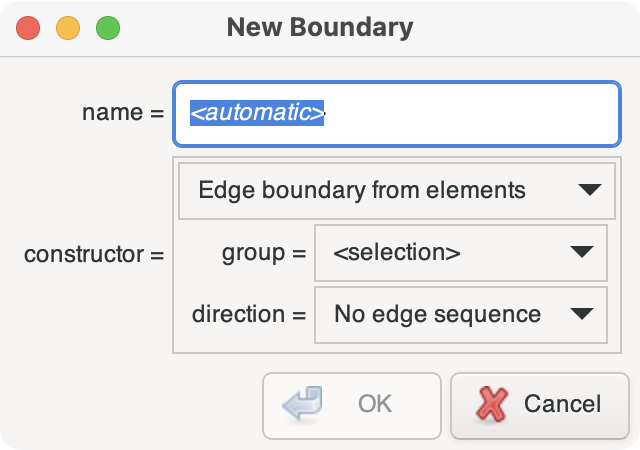 New Boundary
name = <automatic>
Edge boundary from elements
constructor =
group = <selection>
direction = No edge sequence
OK
Cancel